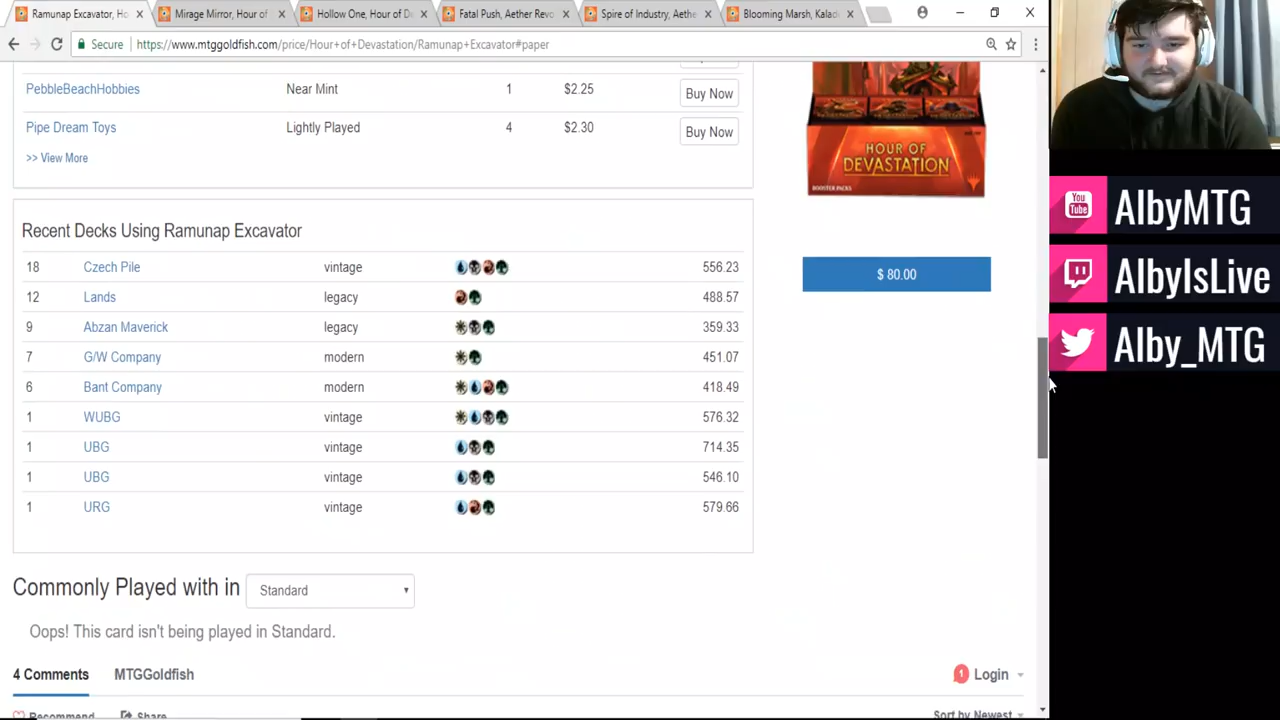 Ramunap Excavator, Ho
Mirage Mirror, Hour of
Hollow One, Hour of De
Fatal Push, Aether Revo
Spire of Industry, Aethe
Blooming Marsh, Kalad
Secure
https://www.mtggoldfish.com/price/Hour+of+Devastation/Ramunap+Excavator#paper
PebbleBeachHobbies Near Mint 1 $2.25 Buy Now
Pipe Dream Toys Lightly Played 4 $2.30 Buy Now
>> View More
HOUR OF
DEVASTATION
BOOSTER PACKS
$ 80.00
Recent Decks Using Ramunap Excavator
18 Czech Pile vintage 556.23
12 Lands legacy 488.57
9 Abzan Maverick legacy 359.33
7 G/W Company modern 451.07
6 Bant Company modern 418.49
1 WUBG vintage 576.32
1 UBG vintage 714.35
1 UBG vintage 546.10
1 URG vintage 579.66
Commonly Played with in Standard
Oops! This card isn't being played in Standard.
4 Comments MTGGoldfish 1 Login
Recommend Share Sort by Newest
You Tube AlbyMTG
AlbyIsLive
Alby_MTG